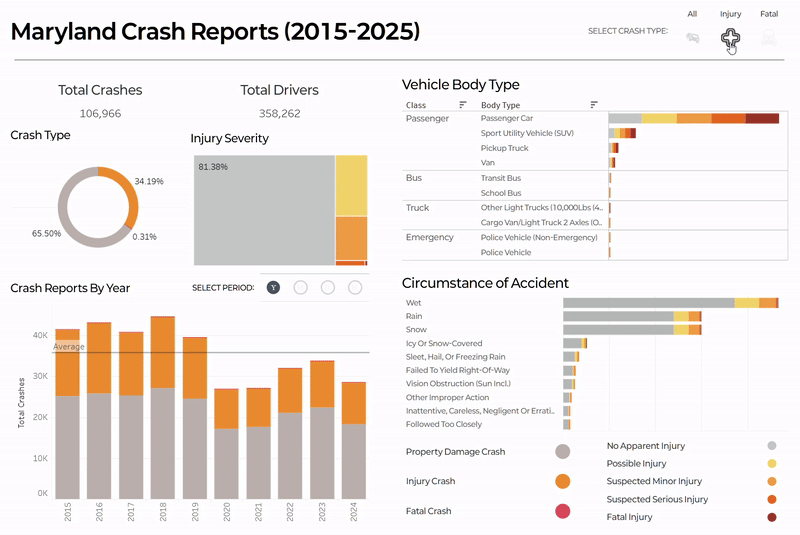 Maryland Crash Reports (2015-2025)
SELECT CRASH TYPE:
All
Injury
Fatal
Total Crashes
106,966
Total Drivers
358,262
Crash Type
34.19%
65.50%
0.31%
Injury Severity
81.38%
Crash Reports By Year
SELECT PERIOD:
Y
Total Crashes
40K
30K
20K
10K
0K
Average
2015
2016
2017
2018
2019
2020
2021
2022
2023
2024
Vehicle Body Type
Class
Body Type
Passenger
Passenger Car
Sport Utility Vehicle (SUV)
Pickup Truck
Van
Bus
Transit Bus
School Bus
Truck
Other Light Trucks (10,000Lbs (4..
Cargo Van/Light Truck 2 Axles (O..
Emergency
Police Vehicle (Non-Emergency)
Police Vehicle
Circumstance of Accident
Wet
Rain
Snow
Icy Or Snow-Covered
Sleet, Hail, Or Freezing Rain
Failed To Yield Right-Of-Way
Vision Obstruction (Sun Incl.)
Other Improper Action
Inattentive, Careless, Negligent Or Errati..
Followed Too Closely
Property Damage Crash
Injury Crash
Fatal Crash
No Apparent Injury
Possible Injury
Suspected Minor Injury
Suspected Serious Injury
Fatal Injury